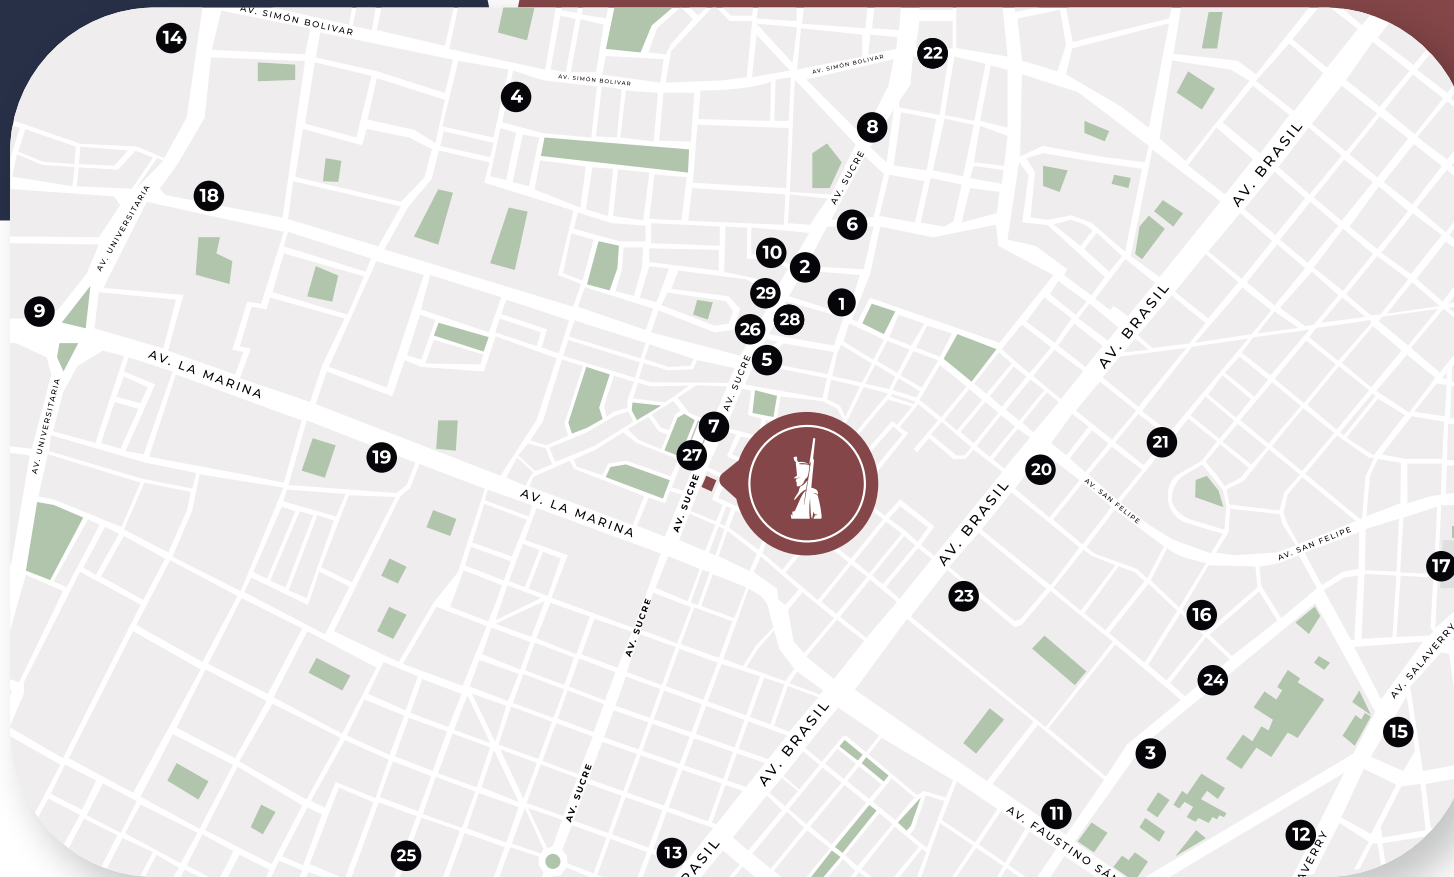 AV. SIMÓN BOLIVAR
14
22
AV. SIMÓN BOLIVAR
AV. SIMÓN BOLIVAR
4
8
AV. BRASIL
AV. SUCRE
18
AV. UNIVERSITARIA
6
10
2
29
1
9
28
26
AV. BRASIL
5
AV. LA MARINA
AV. SUCRE
AV. UNIVERSITARIA
7
21
27
19
20
AV. SUCRE
AV. LA MARINA
AV. SAN FELIPE
AV. BRASIL
AV. SAN FELIPE
17
23
16
AV. SUCRE
AV. SALAVERRY
24
15
AV. BRASIL
3
AV. SUCRE
11
12
AV. FAUSTINO SÁN
13
25
RASIL
AVERRY